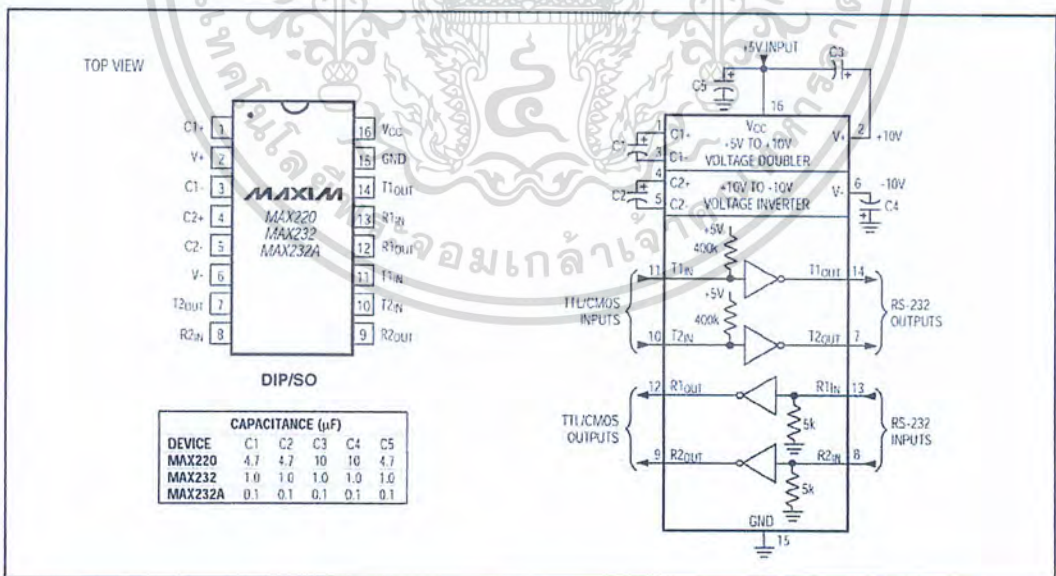 TOP VIEW
C1+ 1
V+ 2
C1- 3
C2+ 4
C2- 5
V- 6
T2OUT 7
R2IN 8
16 VCC
15 GND
14 T1OUT
13 R1IN
12 R1OUT
11 T1IN
10 T2IN
9 R2OUT
MAXIM
MAX220
MAX232
MAX232A
DIP/SO
CAPACITANCE (µF)
DEVICE C1 C2 C3 C4 C5
MAX220 4.7 4.7 10 10 4.7
MAX232 1.0 1.0 1.0 1.0 1.0
MAX232A 0.1 0.1 0.1 0.1 0.1
+5V INPUT
C3
C5
16
VCC
1 C1+
C1
3 C1-
+5V TO +10V
VOLTAGE DOUBLER
V+ 2 +10V
4 C2+
C2
5 C2-
+10V TO -10V
VOLTAGE INVERTER
V- 6 -10V
C4
+5V
400k
11 T1IN
T1OUT 14
TTL/CMOS
INPUTS
+5V
400k
RS-232
OUTPUTS
10 T2IN
T2OUT 7
12 R1OUT
R1IN 13
TTL/CMOS
OUTPUTS
5k
RS-232
INPUTS
9 R2OUT
R2IN 8
5k
GND
15